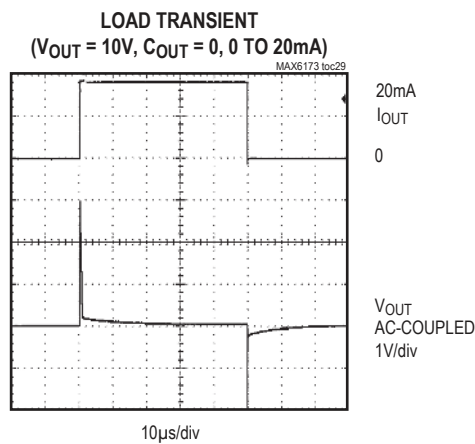 LOAD TRANSIENT
(VOUT = 10V, COUT = 0, 0 TO 20mA)
MAX6173 toc29
20mA
IOUT
0
VOUT
AC-COUPLED
1V/div
10µs/div